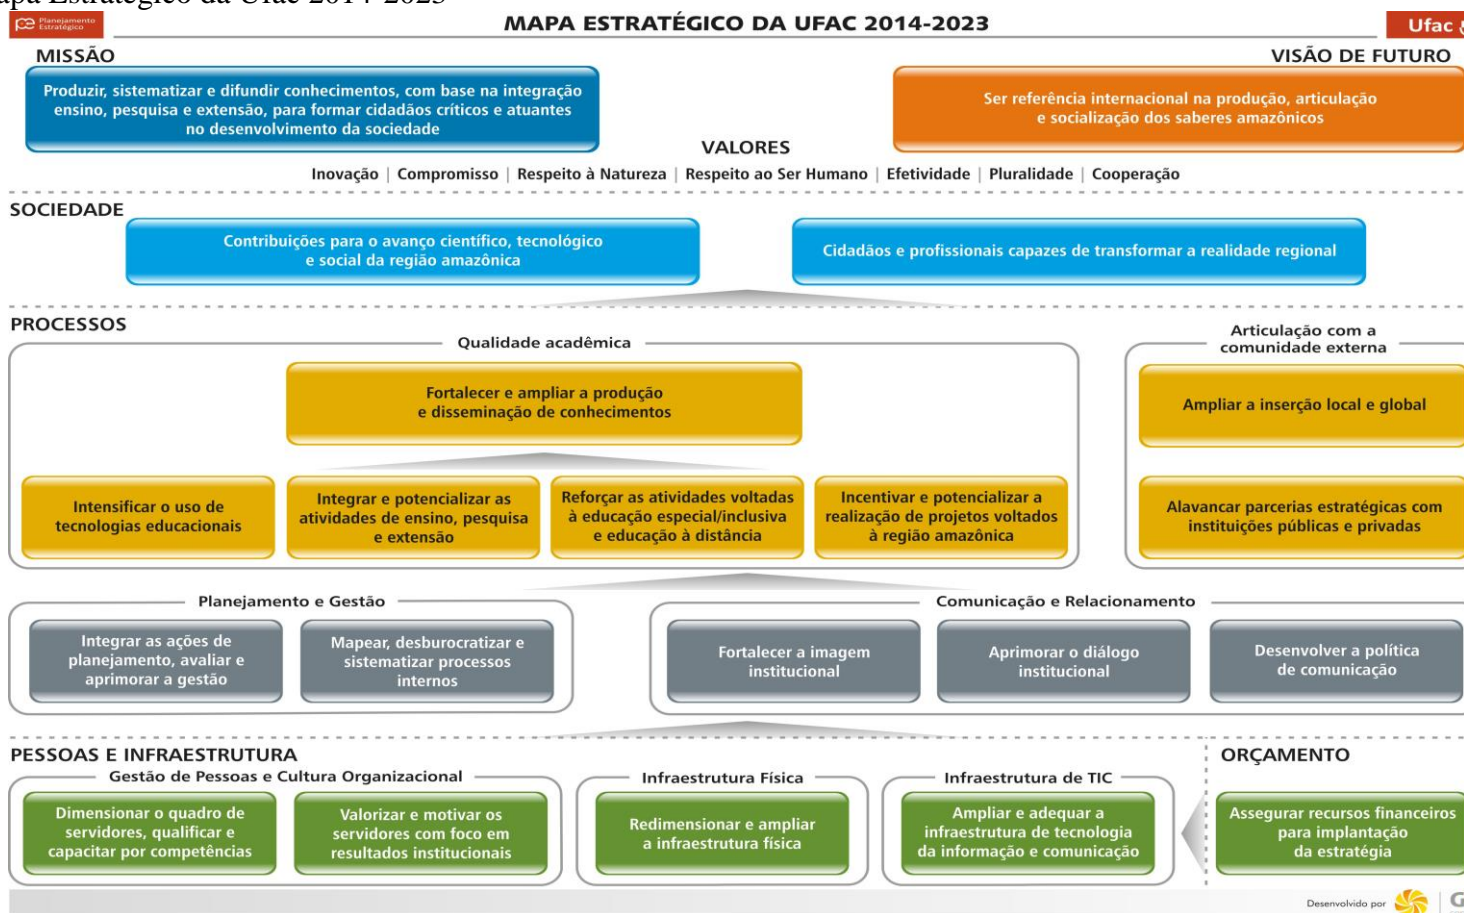 apa Estratégico da Ufac 2014-2023
Planejamento
Estratégico
MAPA ESTRATÉGICO DA UFAC 2014-2023
Ufac
MISSÃO
VISÃO DE FUTURO
Produzir, sistematizar e difundir conhecimentos, com base na integração
ensino, pesquisa e extensão, para formar cidadãos críticos e atuantes
no desenvolvimento da sociedade
Ser referência internacional na produção, articulação
e socialização dos saberes amazônicos
VALORES
Inovação | Compromisso | Respeito à Natureza | Respeito ao Ser Humano | Efetividade | Pluralidade | Cooperação
SOCIEDADE
Contribuições para o avanço científico, tecnológico
e social da região amazônica
Cidadãos e profissionais capazes de transformar a realidade regional
PROCESSOS
Qualidade acadêmica
Fortalecer e ampliar a produção
e disseminação de conhecimentos
Intensificar o uso de
tecnologias educacionais
Integrar e potencializar as
atividades de ensino, pesquisa
e extensão
Reforçar as atividades voltadas
à educação especial/inclusiva
e educação à distância
Incentivar e potencializar a
realização de projetos voltados
à região amazônica
Articulação com a
comunidade externa
Ampliar a inserção local e global
Alavancar parcerias estratégicas com
instituições públicas e privadas
Planejamento e Gestão
Integrar as ações de
planejamento, avaliar e
aprimorar a gestão
Mapear, desburocratizar e
sistematizar processos
internos
Comunicação e Relacionamento
Fortalecer a imagem
institucional
Aprimorar o diálogo
institucional
Desenvolver a política
de comunicação
PESSOAS E INFRAESTRUTURA
Gestão de Pessoas e Cultura Organizacional
Dimensionar o quadro de
servidores, qualificar e
capacitar por competências
Valorizar e motivar os
servidores com foco em
resultados institucionais
Infraestrutura Física
Redimensionar e ampliar
a infraestrutura física
Infraestrutura de TIC
Ampliar e adequar a
infraestrutura de tecnologia
da informação e comunicação
ORÇAMENTO
Assegurar recursos financeiros
para implantação
da estratégia
Desenvolvido por